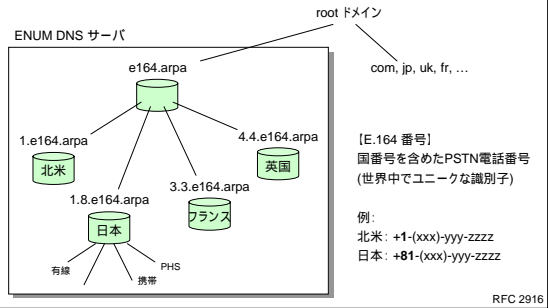 root ドメイン
ENUM DNS サーバ
e164.arpa
com, jp, uk, fr, …
1.e164.arpa
北米
4.4.e164.arpa
英国
3.3.e164.arpa
フランス
1.8.e164.arpa
日本
有線
携帯
PHS
【E.164 番号】
国番号を含めたPSTN電話番号
(世界中でユニークな識別子)
例:
北米: +1-(xxx)-yyy-zzzz
日本: +81-(xxx)-yyy-zzzz
RFC 2916